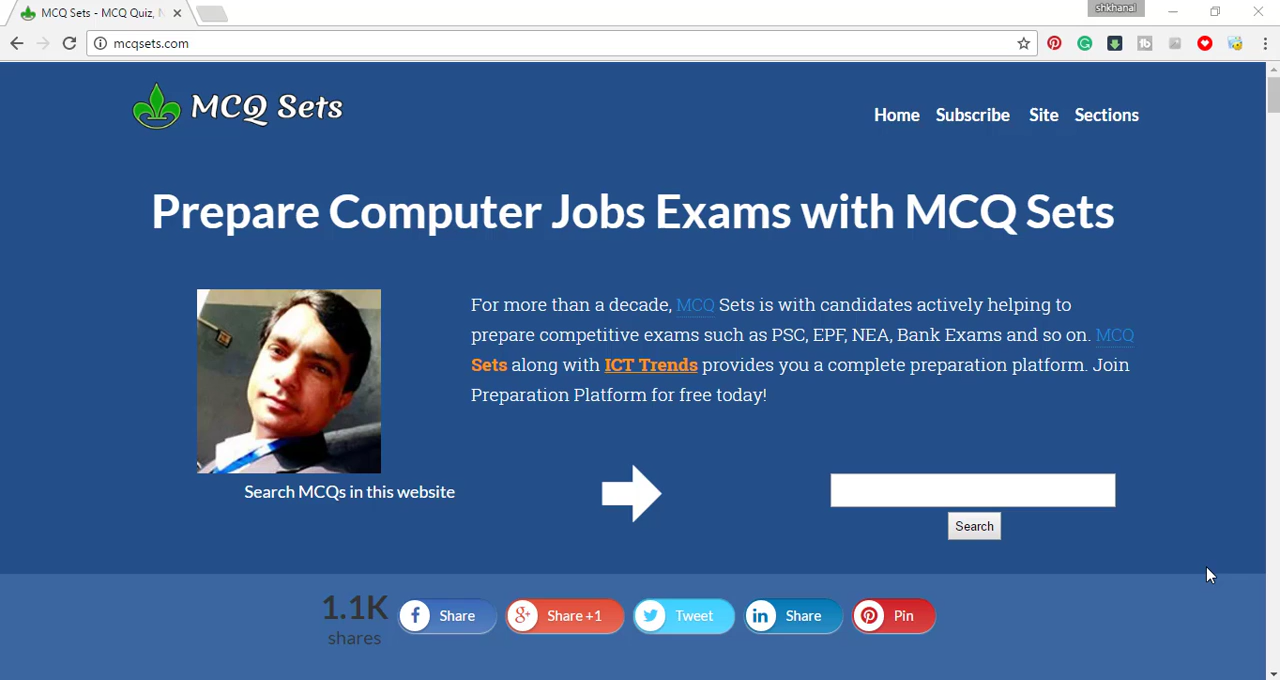 shkhanal
MCQ Sets - MCQ Quiz, N
mcqsets.com
MCQ Sets
Home Subscribe Site Sections
Prepare Computer Jobs Exams with MCQ Sets
For more than a decade, MCQ Sets is with candidates actively helping to
prepare competitive exams such as PSC, EPF, NEA, Bank Exams and so on. MCQ
Sets along with ICT Trends provides you a complete preparation platform. Join
Preparation Platform for free today!
Search MCQs in this website
Search
1.1K
shares
Share
Share +1
Tweet
Share
Pin